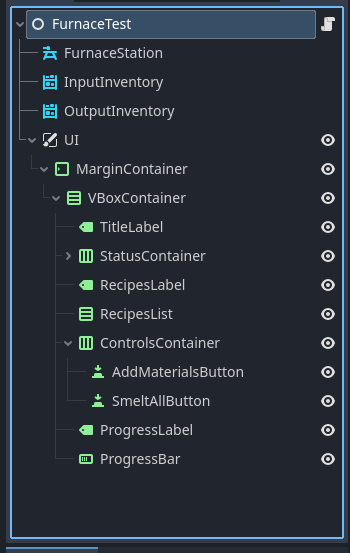 FurnaceTest
FurnaceStation
InputInventory
OutputInventory
UI
MarginContainer
VBoxContainer
TitleLabel
StatusContainer
RecipesLabel
RecipesList
ControlsContainer
AddMaterialsButton
SmeltAllButton
ProgressLabel
ProgressBar